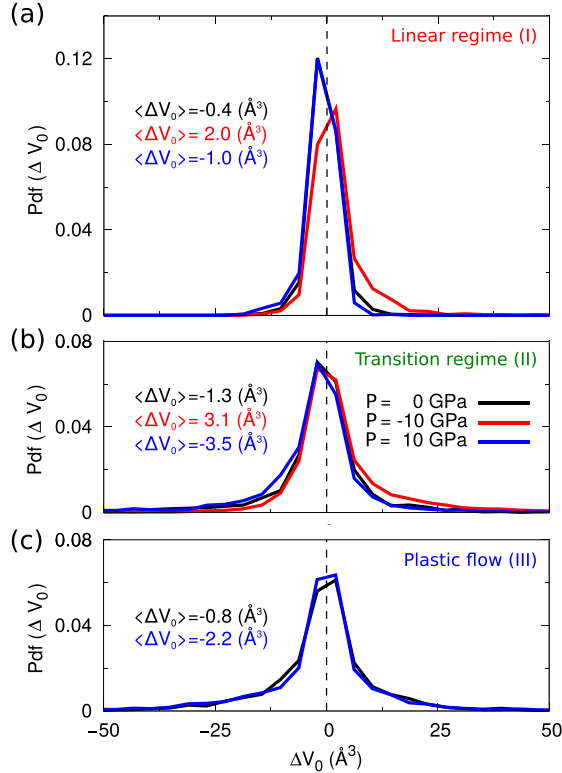 (a)
Linear regime (I)
0.12
<ΔV₀>=-0.4 (Å³)
<ΔV₀>= 2.0 (Å³)
<ΔV₀>=-1.0 (Å³)
0.08
Pdf (Δ V₀)
0.04
0
(b)
0.08
Transition regime (II)
<ΔV₀>=-1.3 (Å³)
<ΔV₀>= 3.1 (Å³)
<ΔV₀>=-3.5 (Å³)
P = 0 GPa
P = -10 GPa
P = 10 GPa
Pdf (Δ V₀)
0.04
0
(c)
0.08
Plastic flow (III)
<ΔV₀>=-0.8 (Å³)
<ΔV₀>=-2.2 (Å³)
Pdf (Δ V₀)
0.04
0
−50 −25 0 25 50
ΔV₀ (Å³)